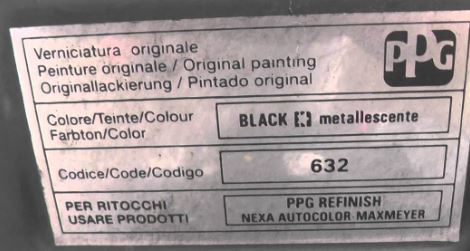 Verniciatura originale
Peinture originale / Original painting
Originallackierung / Pintado original
PPG
Colore/Teinte/Colour
Farbton/Color
BLACK metallescente
Codice/Code/Codigo
632
PER RITOCCHI
USARE PRODOTTI
PPG REFINISH
NEXA AUTOCOLOR-MAXMEYER